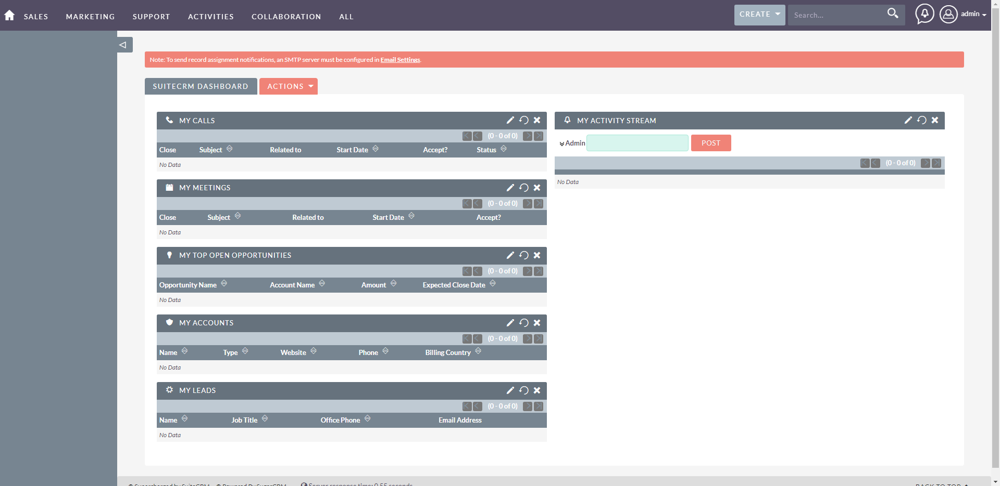 SALES MARKETING SUPPORT ACTIVITIES COLLABORATION ALL CREATE Search... admin
Note: To send record assignment notifications, an SMTP server must be configured in Email Settings.
SUITECRM DASHBOARD ACTIONS
MY CALLS
(0 - 0 of 0)
Close Subject Related to Start Date Accept? Status
No Data
MY MEETINGS
(0 - 0 of 0)
Close Subject Related to Start Date Accept?
No Data
MY TOP OPEN OPPORTUNITIES
(0 - 0 of 0)
Opportunity Name Account Name Amount Expected Close Date
No Data
MY ACCOUNTS
(0 - 0 of 0)
Name Type Website Phone Billing Country
No Data
MY LEADS
(0 - 0 of 0)
Name Job Title Office Phone Email Address
No Data
MY ACTIVITY STREAM
Admin POST
(0 - 0 of 0)
No Data
© Supercharged by SuiteCRM © Powered By SugarCRM Server response time: 0.55 seconds. BACK TO TOP